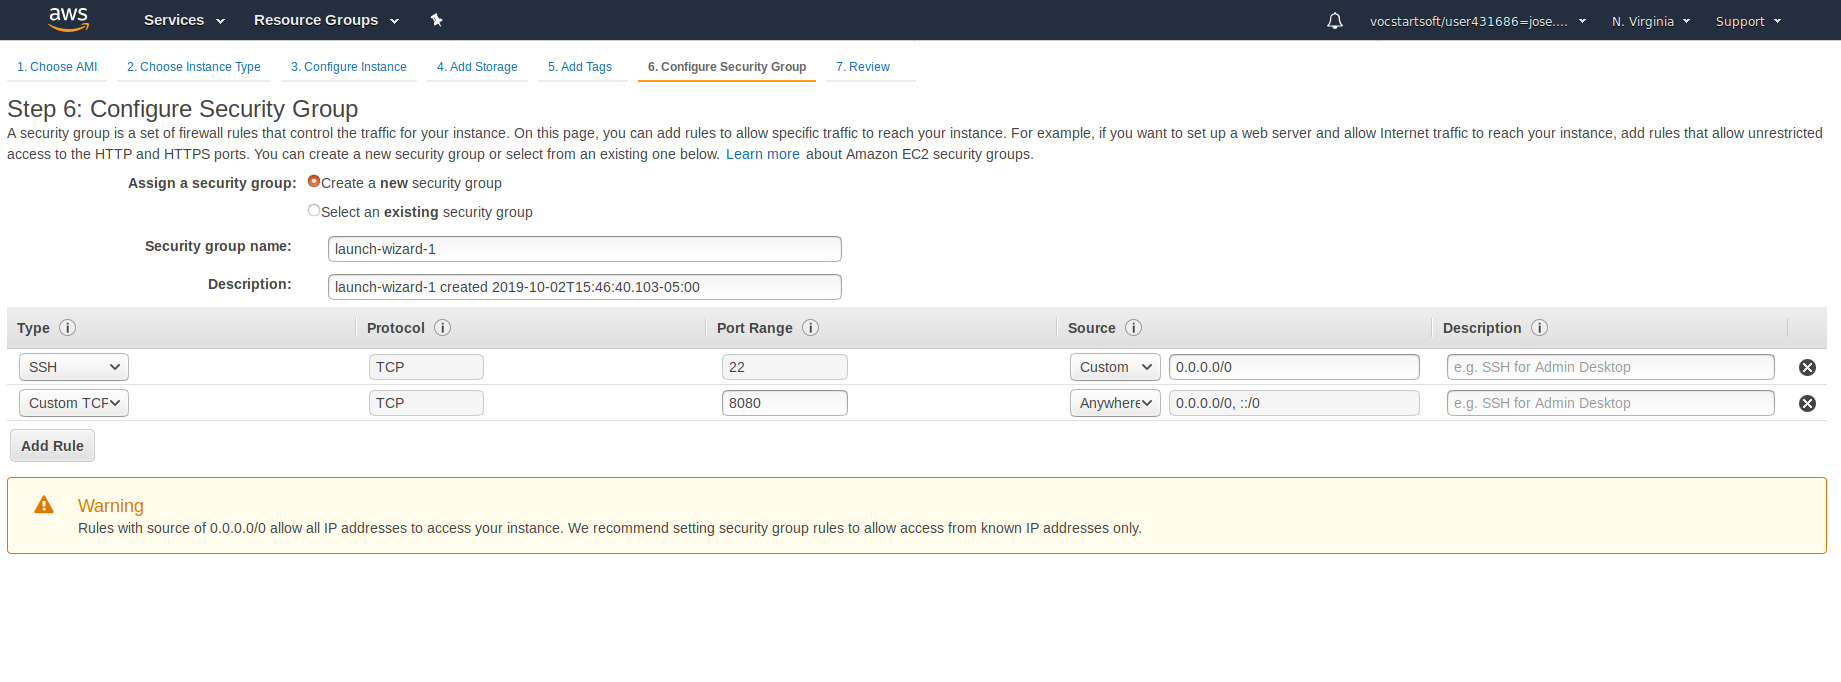 aws Services Resource Groups vocstartsoft/user431686=jose.... N. Virginia Support
1. Choose AMI 2. Choose Instance Type 3. Configure Instance 4. Add Storage 5. Add Tags 6. Configure Security Group 7. Review
Step 6: Configure Security Group
A security group is a set of firewall rules that control the traffic for your instance. On this page, you can add rules to allow specific traffic to reach your instance. For example, if you want to set up a web server and allow Internet traffic to reach your instance, add rules that allow unrestricted
access to the HTTP and HTTPS ports. You can create a new security group or select from an existing one below. Learn more about Amazon EC2 security groups.
Assign a security group: Create a new security group
Select an existing security group
Security group name: launch-wizard-1
Description: launch-wizard-1 created 2019-10-02T15:46:40.103-05:00
Type i Protocol i Port Range i Source i Description i
SSH TCP 22 Custom 0.0.0.0/0 e.g. SSH for Admin Desktop
Custom TCP TCP 8080 Anywhere 0.0.0.0/0, ::/0 e.g. SSH for Admin Desktop
Add Rule
Warning
Rules with source of 0.0.0.0/0 allow all IP addresses to access your instance. We recommend setting security group rules to allow access from known IP addresses only.